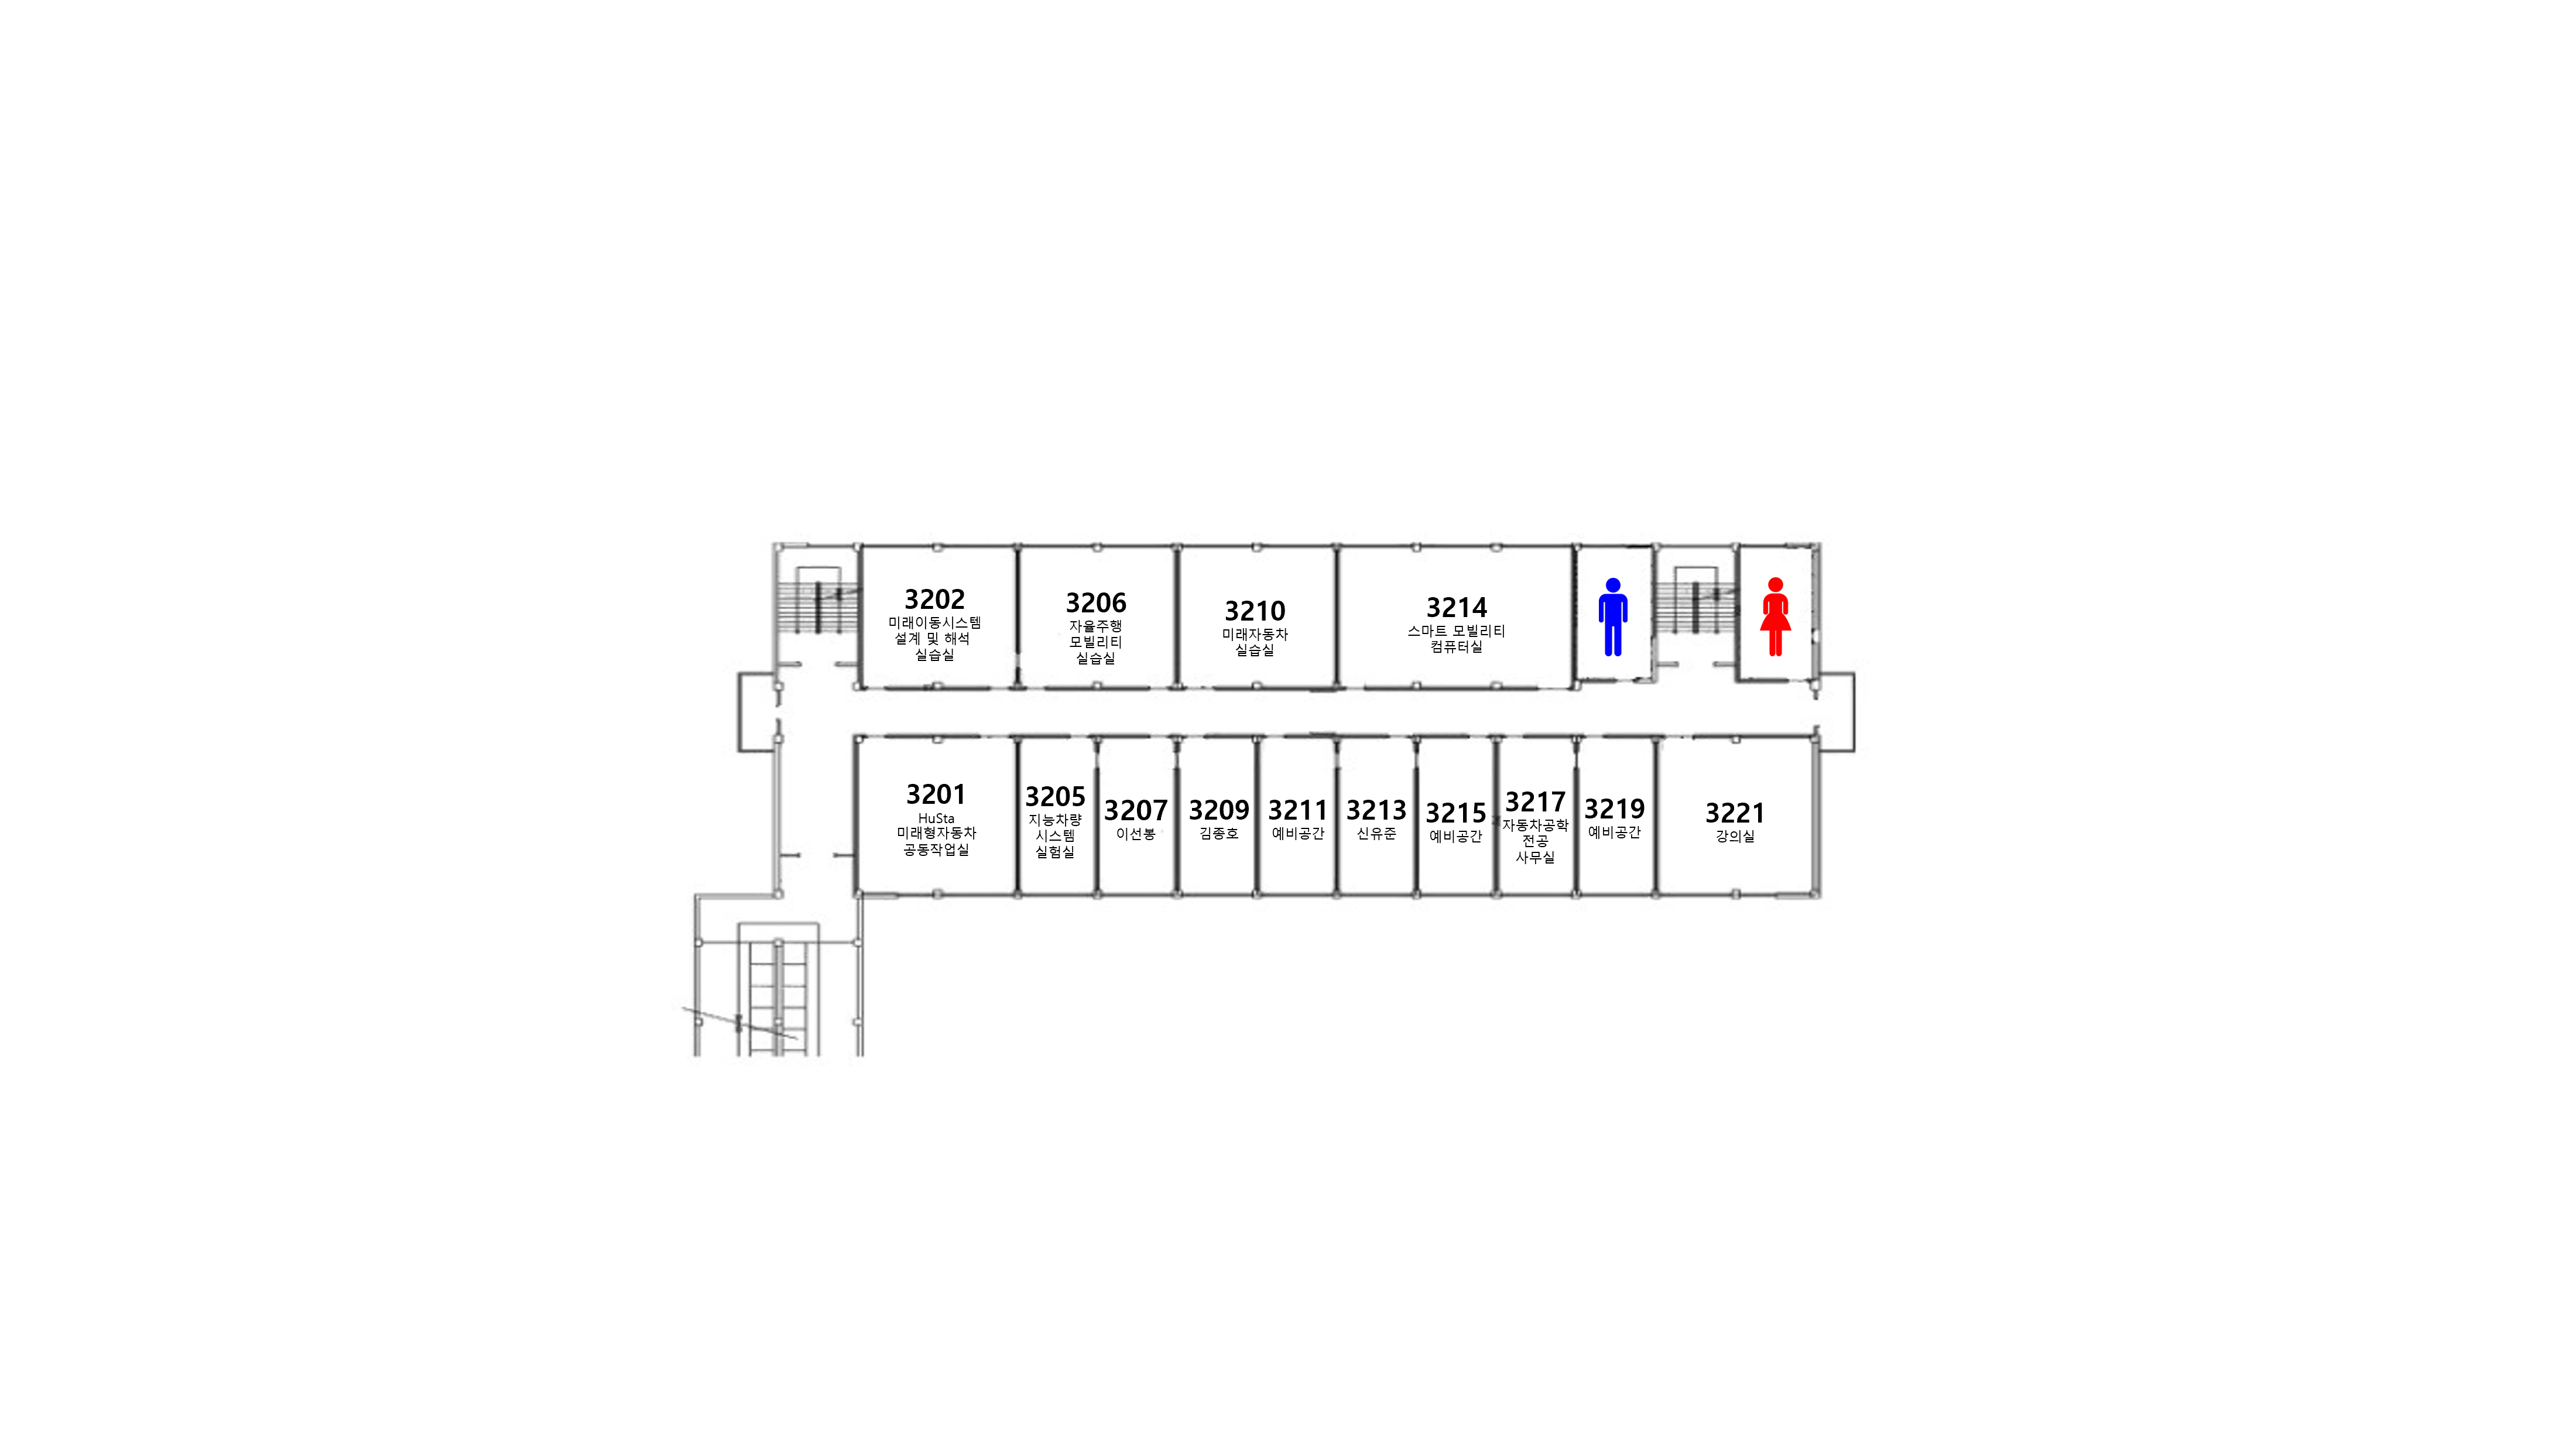 3202
미래이동시스템
설계 및 해석
실습실
3206
자율주행
모빌리티
실습실
3210
미래자동차
실습실
3214
스마트 모빌리티
컴퓨터실
3201
HuSta
미래형자동차
공동작업실
3205
지능차량
시스템
실험실
3207
이선봉
3209
김종호
3211
예비공간
3213
신유준
3215
예비공간
3217
자동차공학
전공
사무실
3219
예비공간
3221
강의실